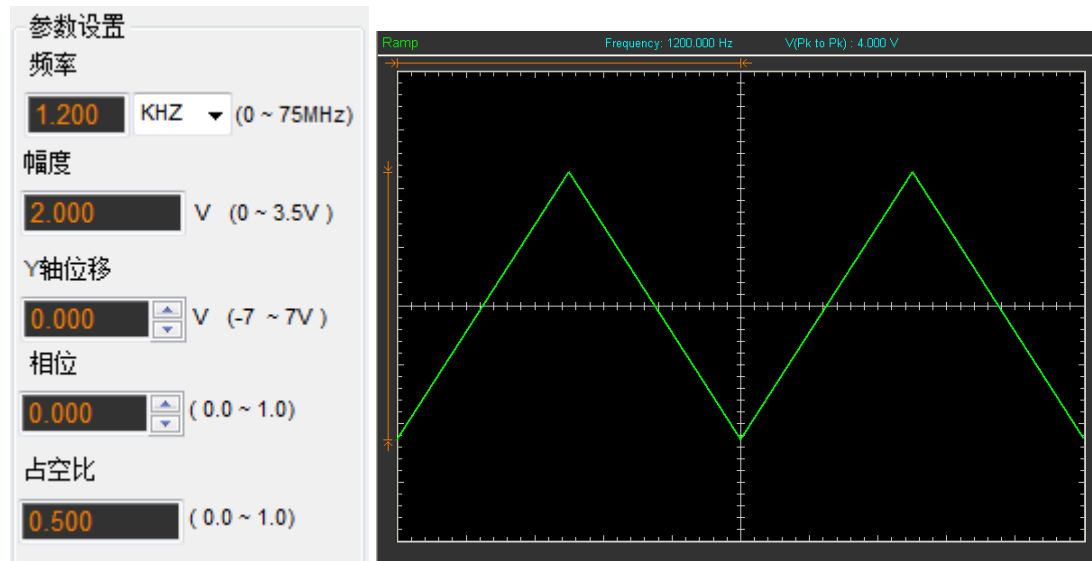 参数设置
频率
1.200 KHZ (0 ~ 75MHz)
幅度
2.000 V (0 ~ 3.5V )
Y轴位移
0.000 V (-7 ~ 7V )
相位
0.000 ( 0.0 ~ 1.0)
占空比
0.500 ( 0.0 ~ 1.0)
Ramp Frequency: 1200.000 Hz V(Pk to Pk) : 4.000 V